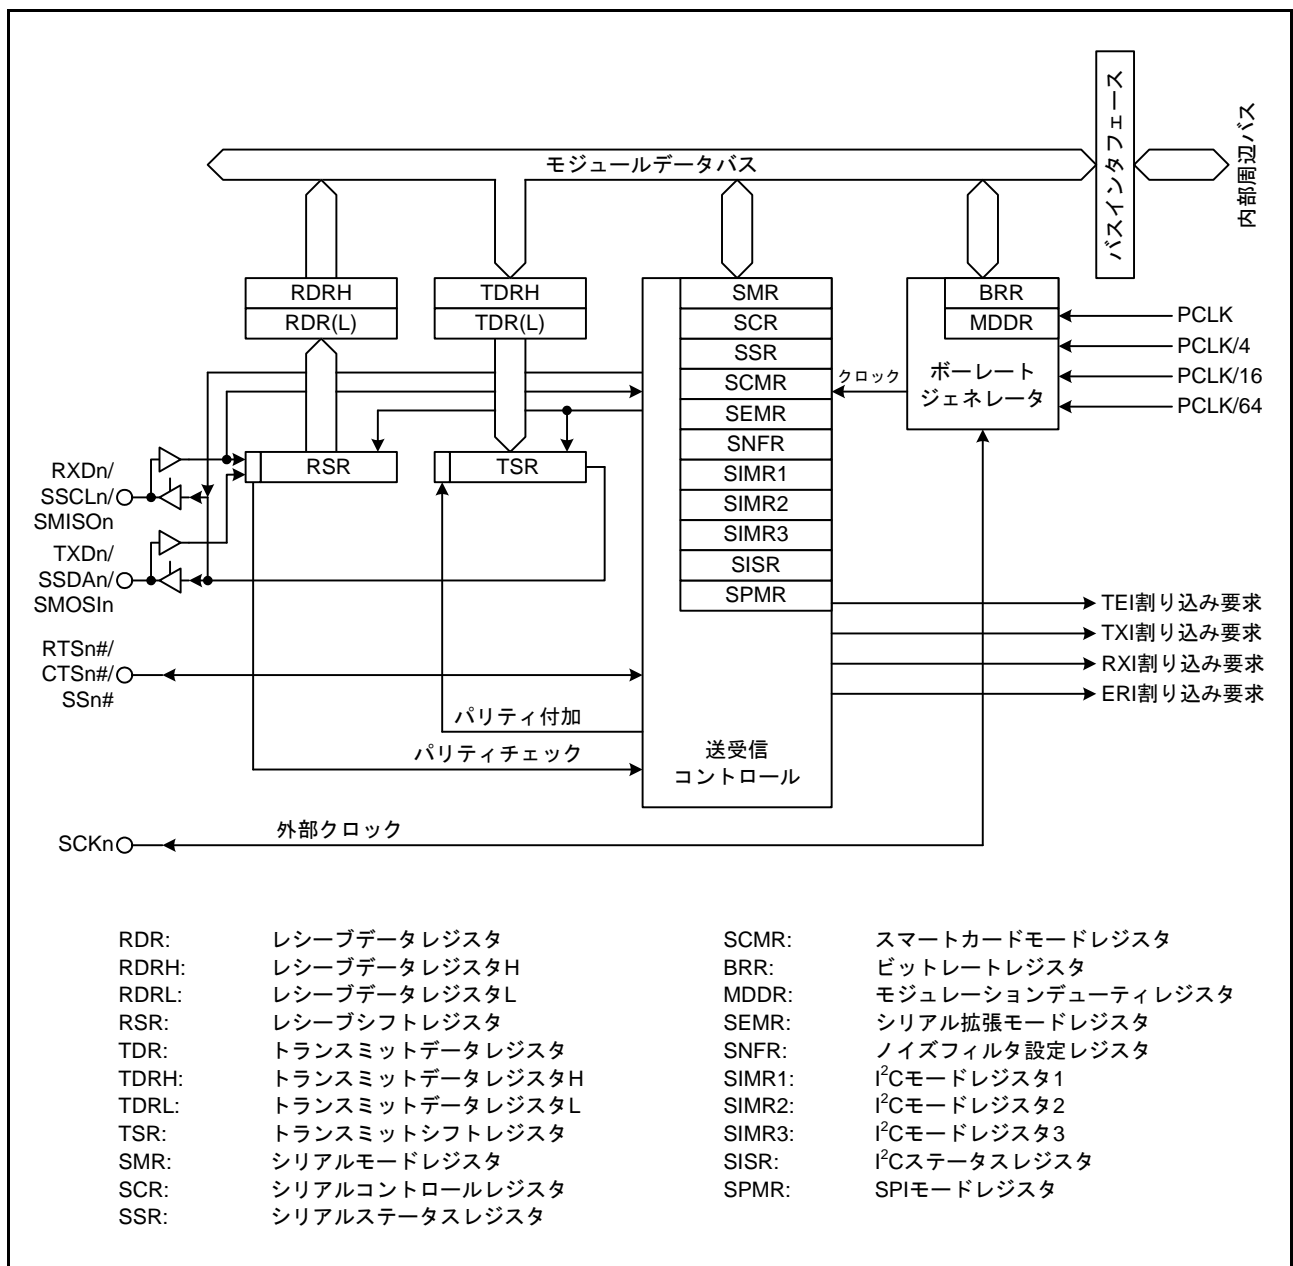 バスインタフェース
内部周辺バス
モジュールデータバス
RDRH
RDR(L)
TDRH
TDR(L)
SMR
SCR
SSR
SCMR
SEMR
SNFR
SIMR1
SIMR2
SIMR3
SISR
SPMR
送受信
コントロール
BRR
MDDR
ボーレート
ジェネレータ
クロック
PCLK
PCLK/4
PCLK/16
PCLK/64
RSR
TSR
RXDn/
SSCLn/
SMISOn
TXDn/
SSDAn/
SMOSIn
RTSn#/
CTSn#/
SSn#
パリティ付加
パリティチェック
TEI割り込み要求
TXI割り込み要求
RXI割り込み要求
ERI割り込み要求
SCKn
外部クロック
RDR: レシーブデータレジスタ
RDRH: レシーブデータレジスタH
RDRL: レシーブデータレジスタL
RSR: レシーブシフトレジスタ
TDR: トランスミットデータレジスタ
TDRH: トランスミットデータレジスタH
TDRL: トランスミットデータレジスタL
TSR: トランスミットシフトレジスタ
SMR: シリアルモードレジスタ
SCR: シリアルコントロールレジスタ
SSR: シリアルステータスレジスタ
SCMR: スマートカードモードレジスタ
BRR: ビットレートレジスタ
MDDR: モジュレーションデューティレジスタ
SEMR: シリアル拡張モードレジスタ
SNFR: ノイズフィルタ設定レジスタ
SIMR1: I²Cモードレジスタ1
SIMR2: I²Cモードレジスタ2
SIMR3: I²Cモードレジスタ3
SISR: I²Cステータスレジスタ
SPMR: SPIモードレジスタ